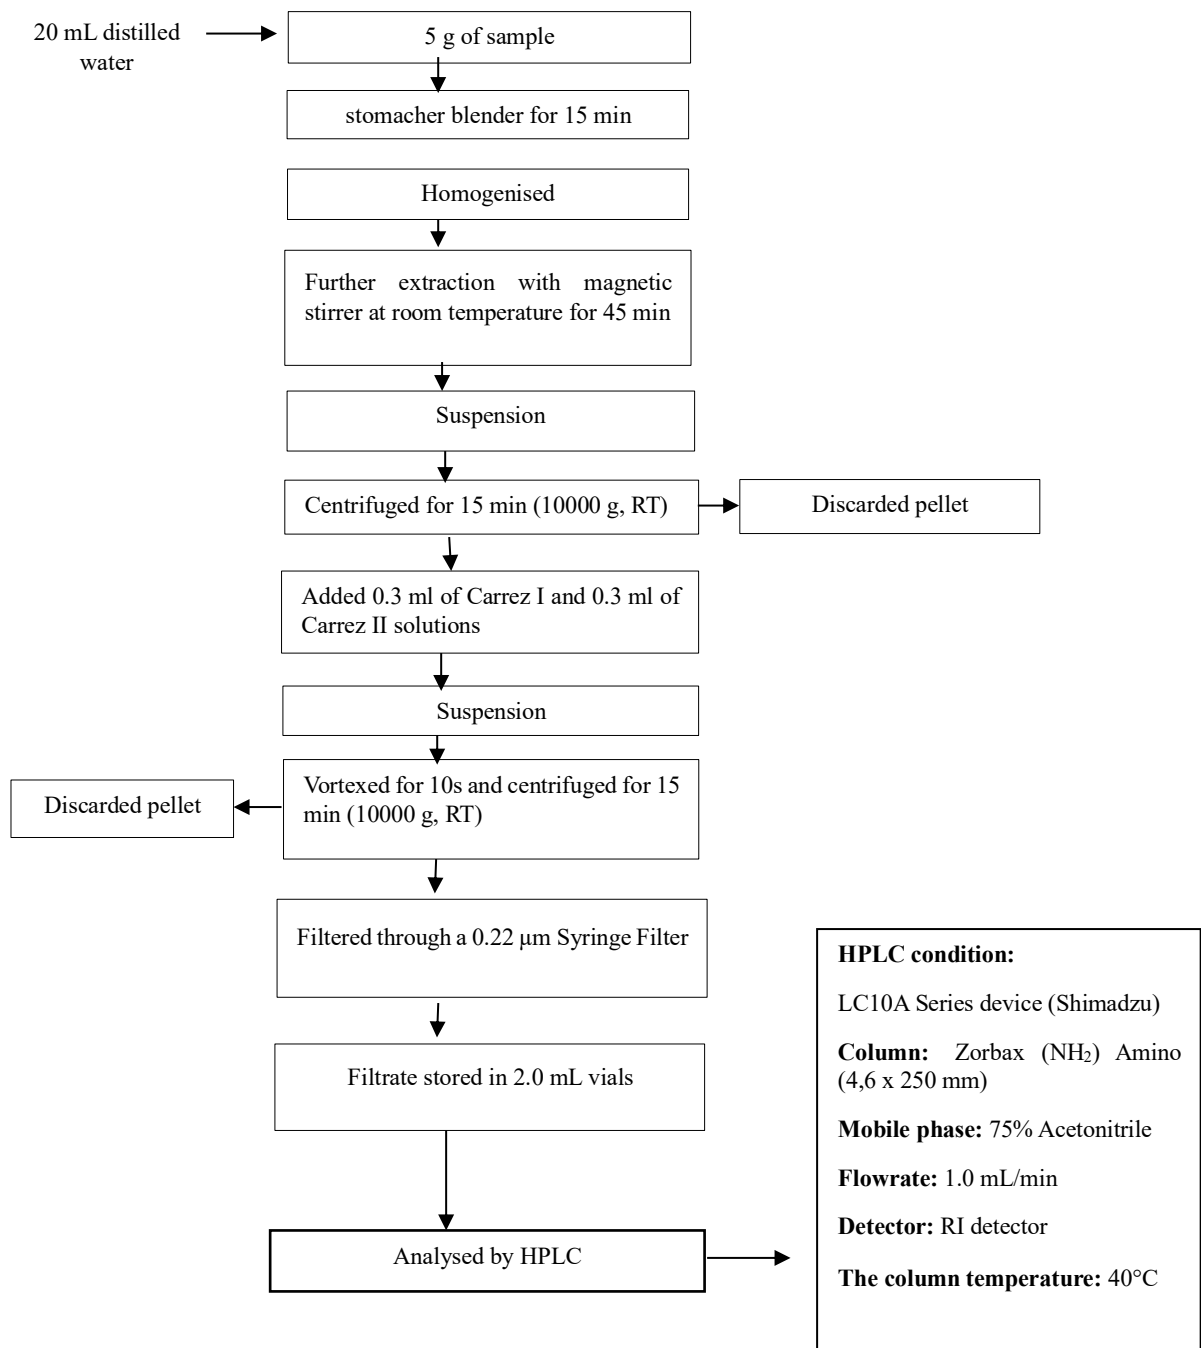 20 mL distilled
water
5 g of sample
stomacher blender for 15 min
Homogenised
Further extraction with magnetic
stirrer at room temperature for 45 min
Suspension
Centrifuged for 15 min (10000 g, RT)
Discarded pellet
Added 0.3 ml of Carrez I and 0.3 ml of
Carrez II solutions
Suspension
Vortexed for 10s and centrifuged for 15
min (10000 g, RT)
Discarded pellet
Filtered through a 0.22 µm Syringe Filter
Filtrate stored in 2.0 mL vials
Analysed by HPLC
HPLC condition:
LC10A Series device (Shimadzu)
Column: Zorbax (NH₂) Amino
(4,6 x 250 mm)
Mobile phase: 75% Acetonitrile
Flowrate: 1.0 mL/min
Detector: RI detector
The column temperature: 40°C